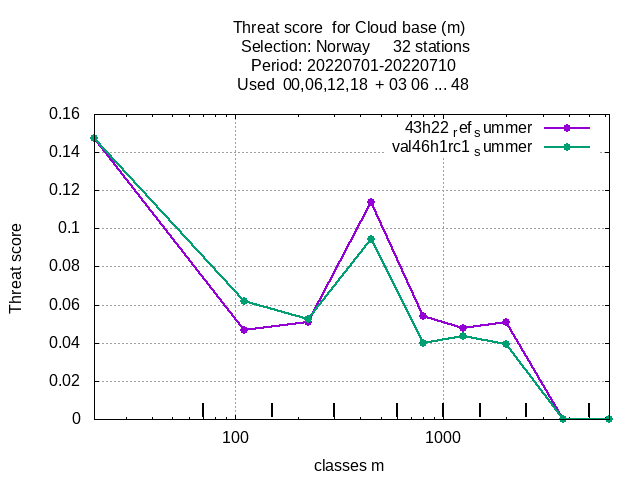 Threat score  for Cloud base (m)
Selection: Norway     32 stations
Period: 20220701-20220710
Used  00,06,12,18  + 03 06 ... 48
0.16
43h22 ref summer
0.14
val46h1rc1 summer
0.12
0.1
0.08
0.06
0.04
0.02
0
Threat score
100
1000
classes m